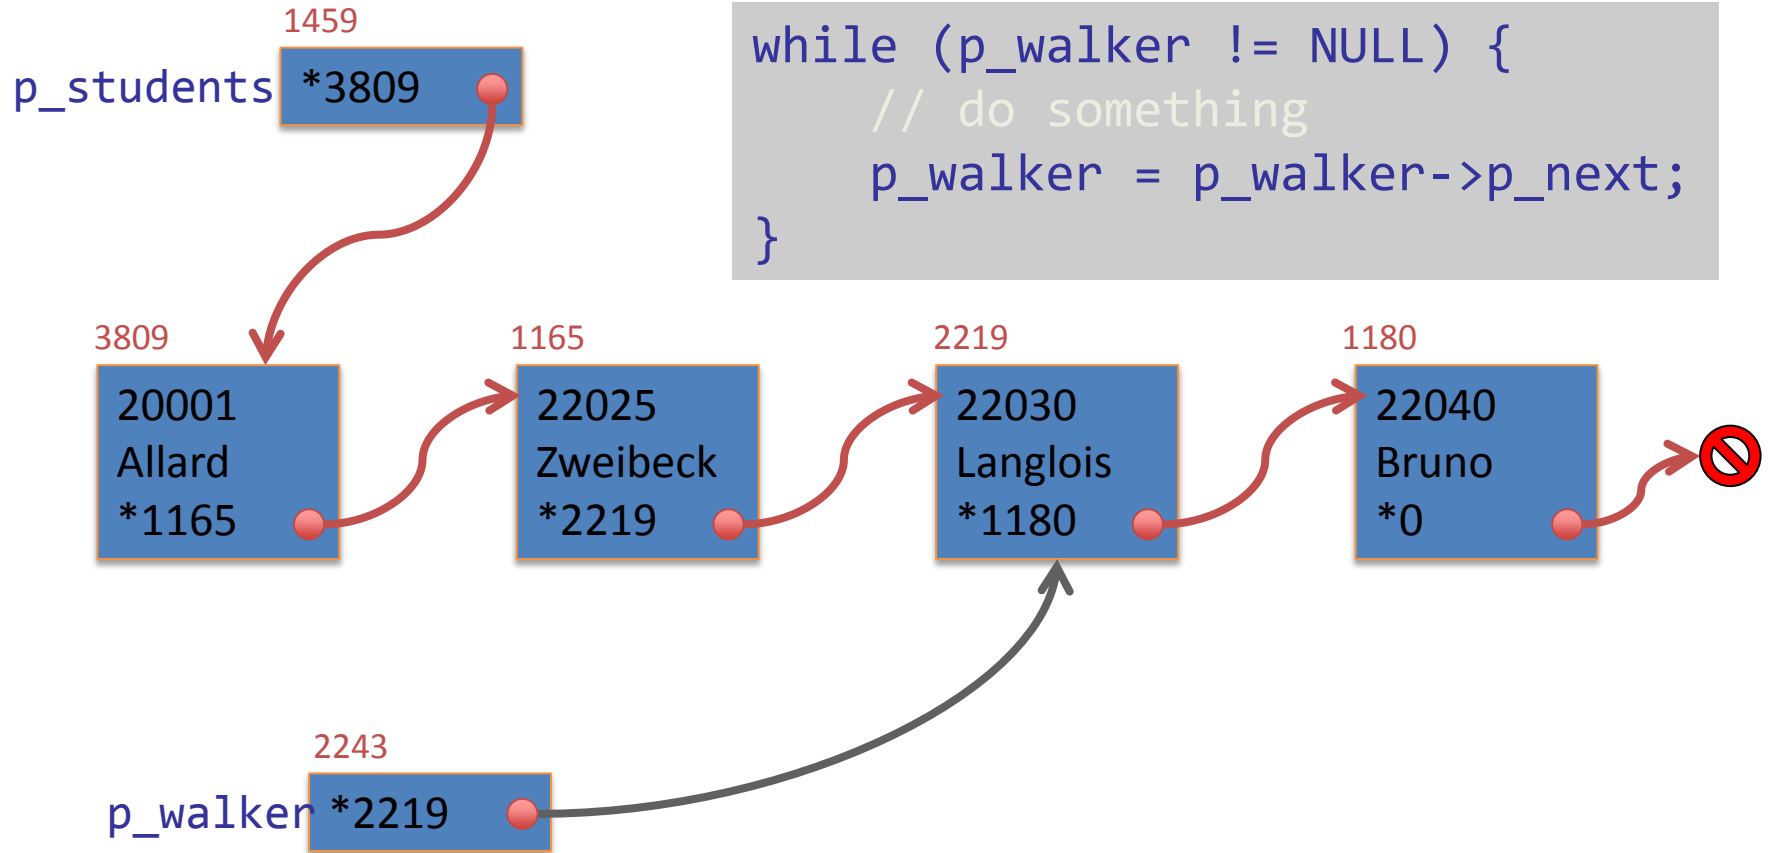 1459
p_students *3809
while (p_walker != NULL) {
// do something
p_walker = p_walker->p_next;
}
3809
20001
Allard
*1165
1165
22025
Zweibeck
*2219
2219
22030
Langlois
*1180
1180
22040
Bruno
*0
2243
p_walker *2219